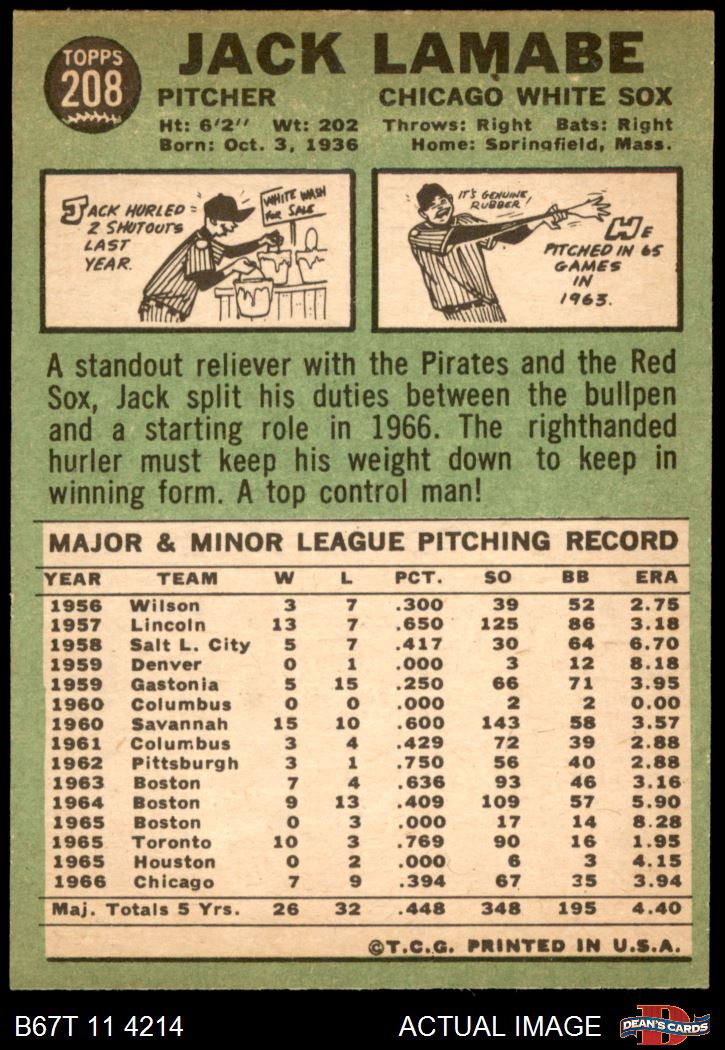 TOPPS
208
JACK LAMABE
PITCHER CHICAGO WHITE SOX
Ht: 6'2" Wt: 202 Throws: Right Bats: Right
Born: Oct. 3, 1936 Home: Springfield, Mass.
JACK HURLED
2 SHUTOUTS
LAST
YEAR.
WHITE WASH
FOR SALE
IT'S GENUINE
RUBBER!
HE
PITCHED IN 65
GAMES
IN
1963.
A standout reliever with the Pirates and the Red
Sox, Jack split his duties between the bullpen
and a starting role in 1966. The righthanded
hurler must keep his weight down to keep in
winning form. A top control man!
MAJOR & MINOR LEAGUE PITCHING RECORD
YEAR TEAM W L PCT. SO BB ERA
1956 Wilson 3 7 .300 39 52 2.75
1957 Lincoln 13 7 .650 125 86 3.18
1958 Salt L. City 5 7 .417 30 64 6.70
1959 Denver 0 1 .000 3 12 8.18
1959 Gastonia 5 15 .250 66 71 3.95
1960 Columbus 0 0 .000 2 2 0.00
1960 Savannah 15 10 .600 143 58 3.57
1961 Columbus 3 4 .429 72 39 2.88
1962 Pittsburgh 3 1 .750 56 40 2.88
1963 Boston 7 4 .636 93 46 3.16
1964 Boston 9 13 .409 109 57 5.90
1965 Boston 0 3 .000 17 14 8.28
1965 Toronto 10 3 .769 90 16 1.95
1965 Houston 0 2 .000 6 3 4.15
1966 Chicago 7 9 .394 67 35 3.94
Maj. Totals 5 Yrs. 26 32 .448 348 195 4.40
©T.C.G. PRINTED IN U.S.A.
B67T 11 4214 ACTUAL IMAGE D DEAN'S CARDS